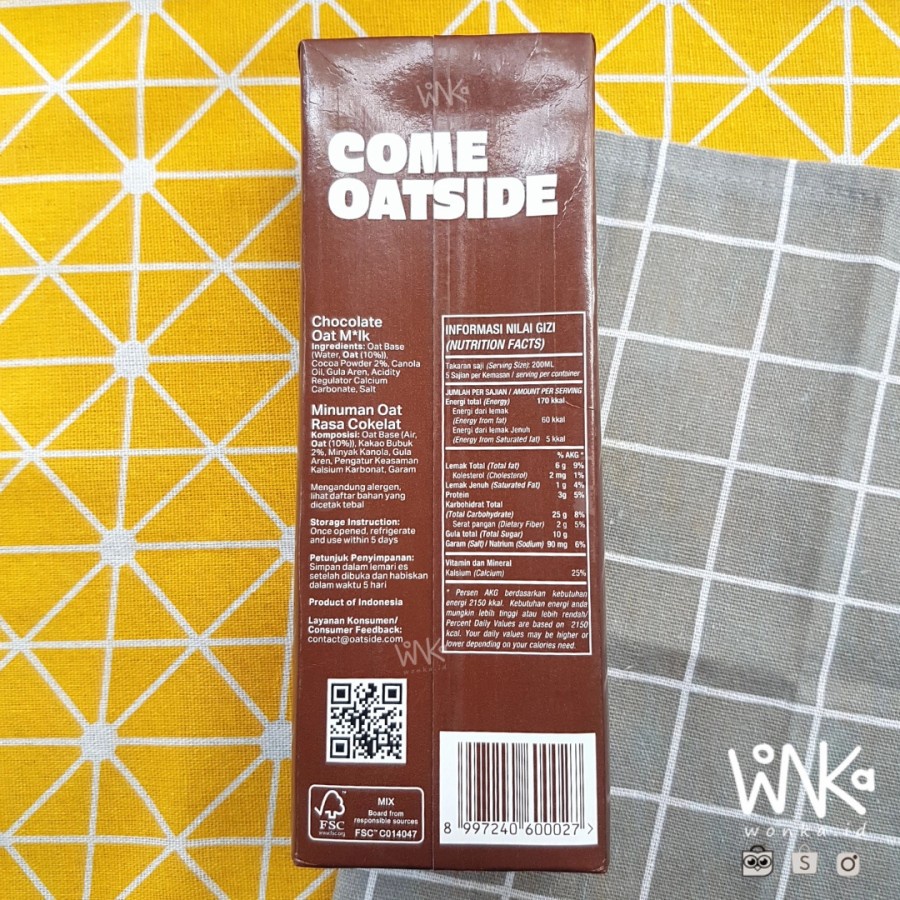 WiNKa
COME
OATSIDE
Chocolate
Oat M*lk
Ingredients: Oat Base
(Water, Oat (10%)),
Cocoa Powder 2%, Canola
Oil, Gula Aren, Acidity
Regulator Calcium
Carbonate, Salt
Minuman Oat
Rasa Cokelat
Komposisi: Oat Base (Air,
Oat (10%)), Kakao Bubuk
2%, Minyak Kanola, Gula
Aren, Pengatur Keasaman
Kalsium Karbonat, Garam
Mengandung alergen,
lihat daftar bahan yang
dicetak tebal
Storage Instruction:
Once opened, refrigerate
and use within 5 days
Petunjuk Penyimpanan:
Simpan dalam lemari es
setelah dibuka dan habiskan
dalam waktu 5 hari
Product of Indonesia
Layanan Konsumen/
Consumer Feedback:
contact@oatside.com
INFORMASI NILAI GIZI
(NUTRITION FACTS)
Takaran saji (Serving Size): 200ML
5 Sajian per Kemasan / serving per container
JUMLAH PER SAJIAN / AMOUNT PER SERVING
Energi total (Energy) 170 kkal
Energi dari lemak
(Energy from fat) 60 kkal
Energi dari lemak Jenuh
(Energy from Saturated fat) 5 kkal
% AKG *
Lemak Total (Total fat) 6 g 9%
Kolesterol (Cholesterol) 2 mg 1%
Lemak Jenuh (Saturated Fat) 1 g 4%
Protein 3g 5%
Karbohidrat Total
(Total Carbohydrate) 25 g 8%
Serat pangan (Dietary Fiber) 2 g 5%
Gula total (Total Sugar) 10 g
Garam (Salt) / Natrium (Sodium) 90 mg 6%
Vitamin dan Mineral
Kalsium (Calcium) 25%
* Persen AKG berdasarkan kebutuhan
energi 2150 kkal. Kebutuhan energi anda
mungkin lebih tinggi atau lebih rendah/
Percent Daily Values are based on 2150
kcal. Your daily values may be higher or
lower depending on your calories need.
WiNKa
wonka.id
FSC
www.fsc.org
MIX
Board from
responsible sources
FSC™ C014047
8 997240 600027 >
WiNKa
wonka.id
S